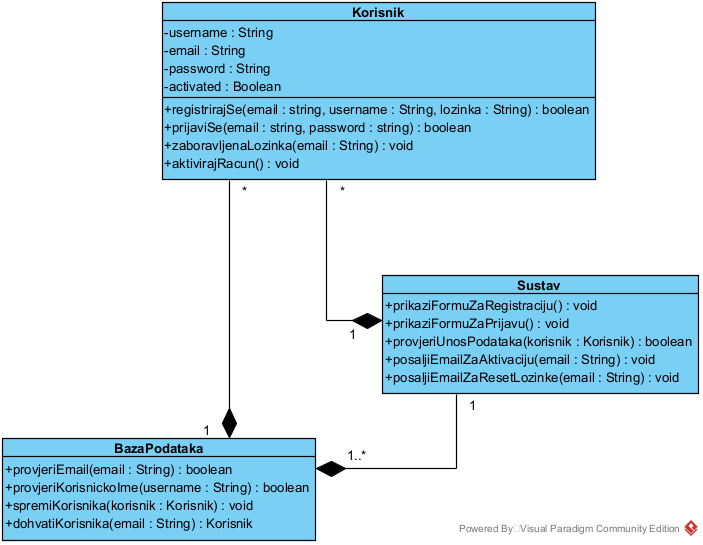 Korisnik
-username : String
-email : String
-password : String
-activated : Boolean
+registrirajSe(email : string, username : String, lozinka : String) : boolean
+prijaviSe(email : string, password : string) : boolean
+zaboravljenaLozinka(email : String) : void
+aktivirajRacun() : void
*
*
Sustav
+prikaziFormuZaRegistraciju() : void
+prikaziFormuZaPrijavu() : void
+provjeriUnosPodataka(korisnik : Korisnik) : boolean
+posaljiEmailZaAktivaciju(email : String) : void
+posaljiEmailZaResetLozinke(email : String) : void
1
1
1
BazaPodataka
+provjeriEmail(email : String) : boolean
+provjeriKorisnickoIme(username : String) : boolean
+spremiKorisnika(korisnik : Korisnik) : void
+dohvatiKorisnika(email : String) : Korisnik
1..*
Powered By Visual Paradigm Community Edition